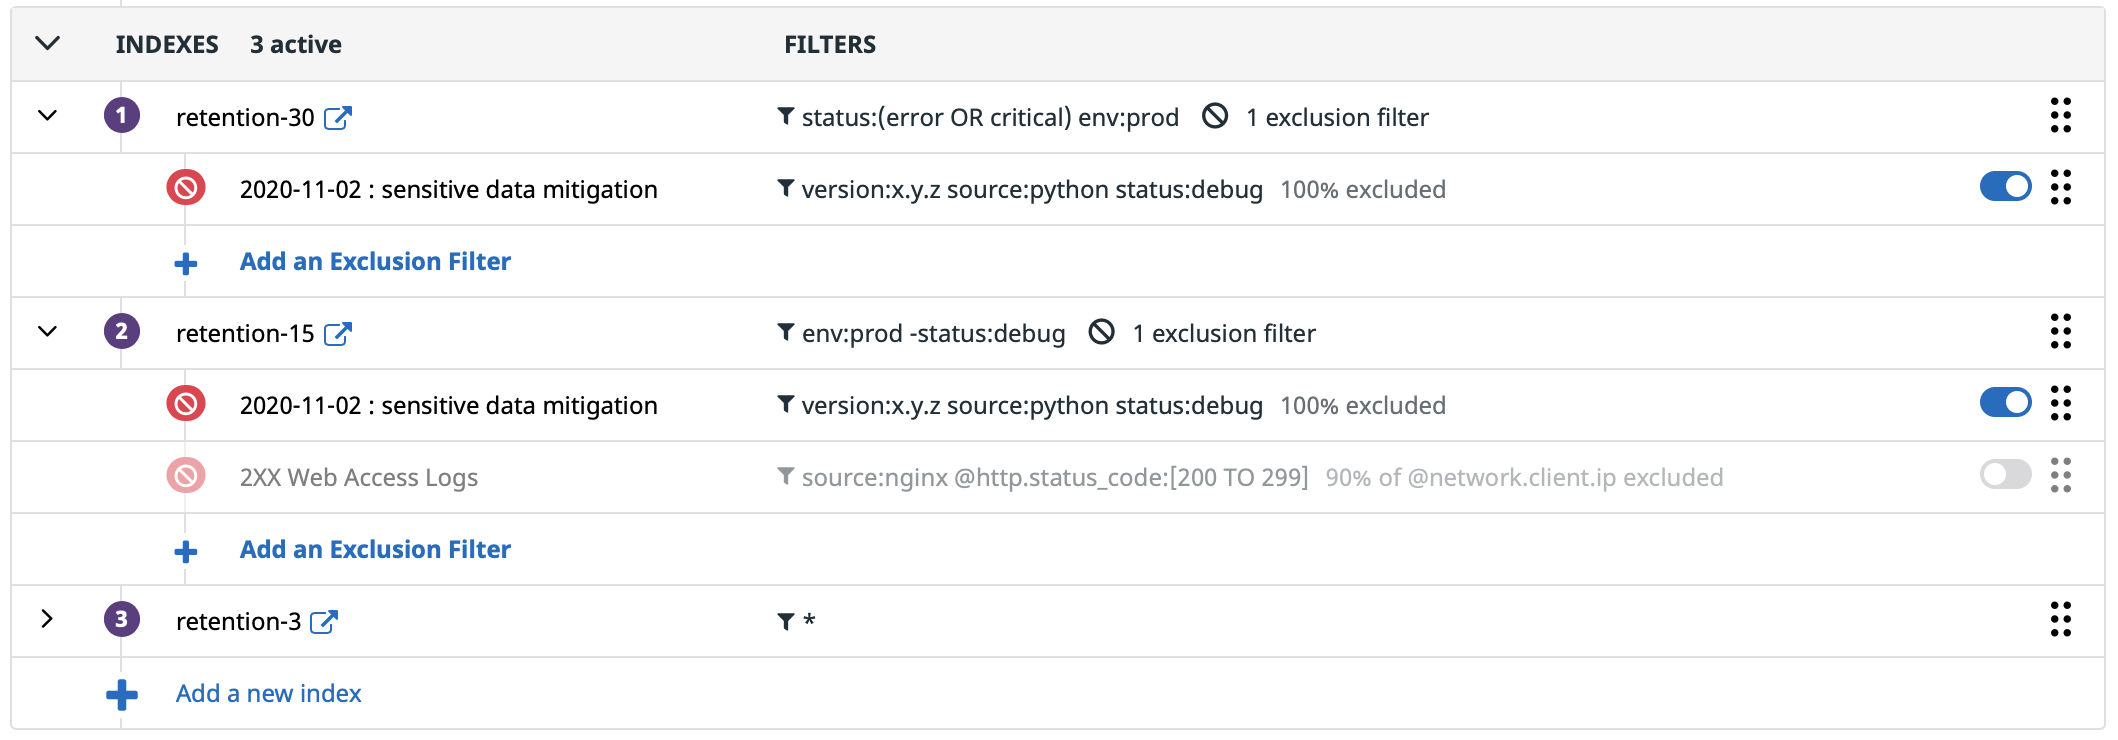 INDEXES 3 active FILTERS
1 retention-30 status:(error OR critical) env:prod 1 exclusion filter
2020-11-02 : sensitive data mitigation version:x.y.z source:python status:debug 100% excluded
Add an Exclusion Filter
2 retention-15 env:prod -status:debug 1 exclusion filter
2020-11-02 : sensitive data mitigation version:x.y.z source:python status:debug 100% excluded
2XX Web Access Logs source:nginx @http.status_code:[200 TO 299] 90% of @network.client.ip excluded
Add an Exclusion Filter
3 retention-3 *
Add a new index